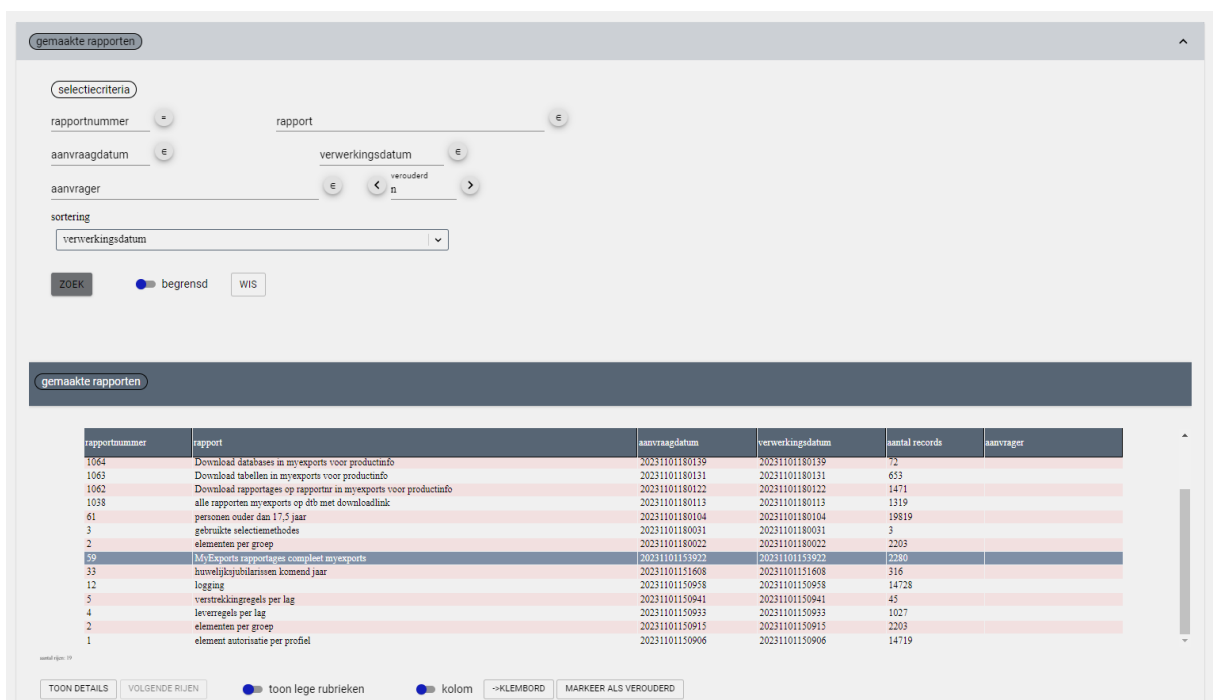 gemaakte rapporten
selectiecriteria
rapportnummer = rapport ∈
aanvraagdatum ∈ verwerkingsdatum ∈
verouderd
aanvrager ∈ < n >
sortering
verwerkingsdatum
ZOEK begrensd WIS
gemaakte rapporten
rapportnummer rapport aanvraagdatum verwerkingsdatum aantal records aanvrager
1064 Download databases in myexports voor productinfo 20231101180139 20231101180139 72
1063 Download tabellen in myexports voor productinfo 20231101180131 20231101180131 653
1062 Download rapportages op rapportnr in myexports voor productinfo 20231101180122 20231101180122 1471
1038 alle rapporten myexports op dtb met downloadlink 20231101180113 20231101180113 1319
61 personen ouder dan 17,5 jaar 20231101180104 20231101180104 19819
3 gebruikte selectiemethodes 20231101180031 20231101180031 3
2 elementen per groep 20231101180022 20231101180022 2203
59 MyExports rapportages compleet myexports 20231101153922 20231101153922 2280
33 huwelijksjubilarissen komend jaar 20231101151608 20231101151608 316
12 logging 20231101150958 20231101150958 14728
5 verstrekkingregels per lag 20231101150941 20231101150941 45
4 leverregels per lag 20231101150933 20231101150933 1027
2 elementen per groep 20231101150915 20231101150915 2203
1 element autorisatie per profiel 20231101150906 20231101150906 14719
aantal rijen: 19
TOON DETAILS VOLGENDE RIJEN toon lege rubrieken kolom ->KLEMBORD MARKEER ALS VEROUDERD